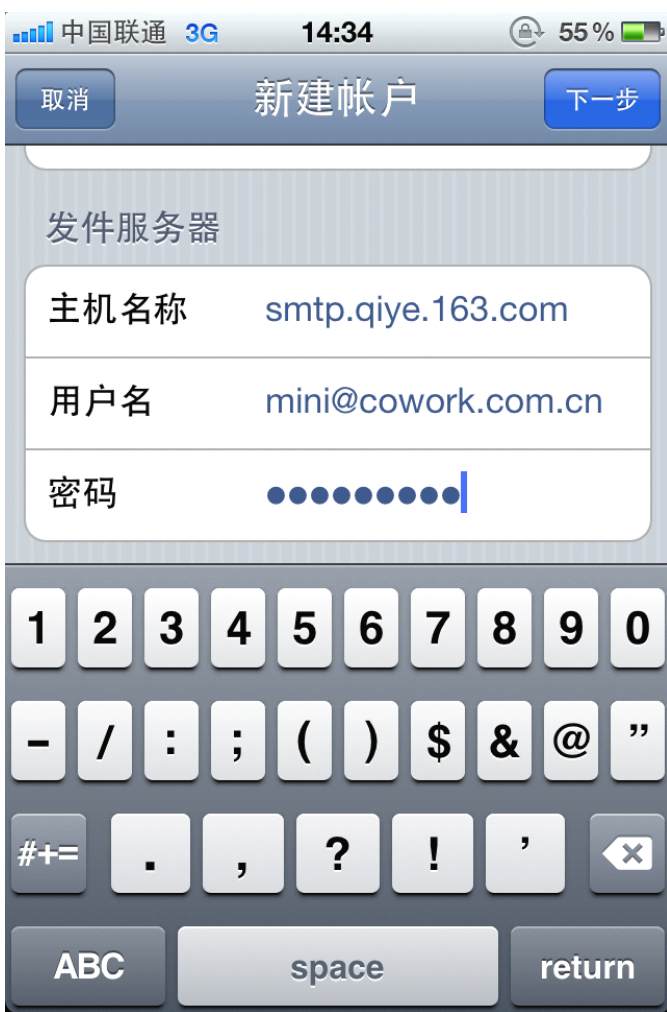 中国联通 3G 14:34 55%
取消 新建帐户 下一步
发件服务器
主机名称 smtp.qiye.163.com
用户名 mini@cowork.com.cn
密码 ●●●●●●●●●
1 2 3 4 5 6 7 8 9 0
- / : ; ( ) $ & @ ”
#+= . , ? ! ’
ABC space return